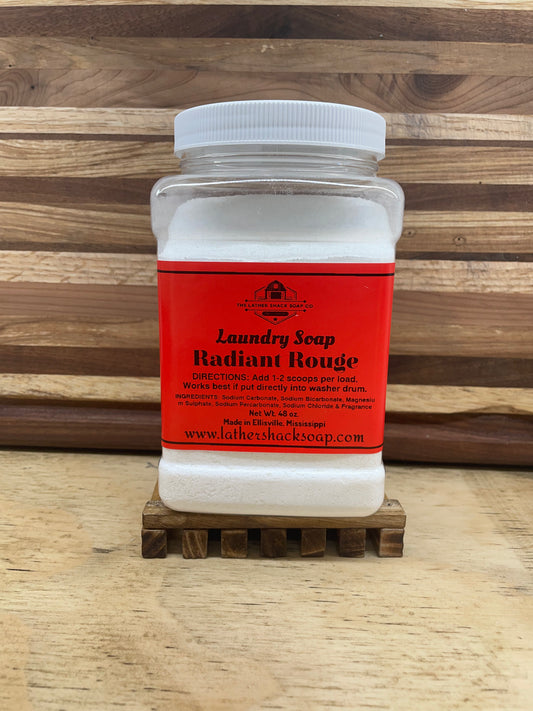 THE LATHER SHACK SOAP CO.
Laundry Soap
Radiant Rouge
DIRECTIONS: Add 1-2 scoops per load.
Works best if put directly into washer drum.
INGREDIENTS: Sodium Carbonate, Sodium Bicarbonate, Magnesiu
m Sulphate, Sodium Percarbonate, Sodium Chloride & Fragrance
Net Wt. 48 oz.
Made in Ellisville, Mississippi
www.lathershacksoap.com